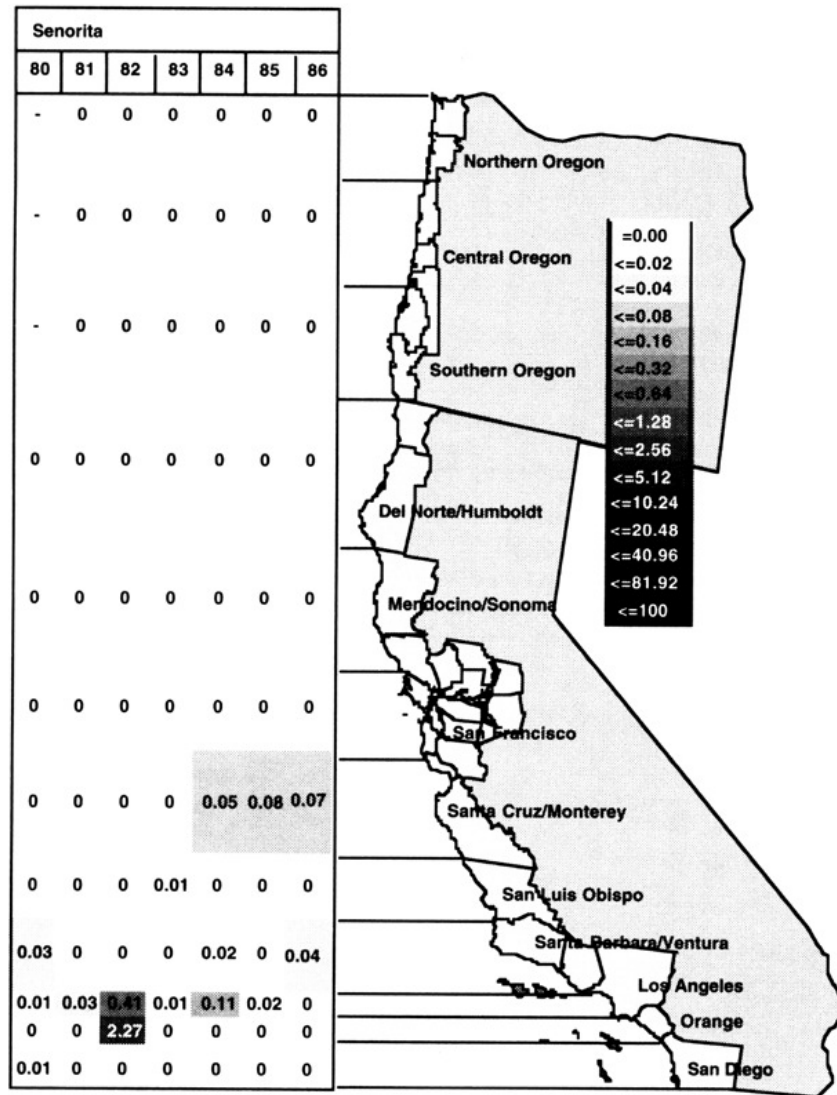 Senorita
80 81 82 83 84 85 86
- 0 0 0 0 0 0
Northern Oregon
- 0 0 0 0 0 0
=0.00
Central Oregon
<=0.02
<=0.04
<=0.08
- 0 0 0 0 0 0
<=0.16
Southern Oregon
<=0.32
<=0.64
<=1.28
<=2.56
0 0 0 0 0 0 0
<=5.12
<=10.24
Del Norte/Humboldt
<=20.48
<=40.96
<=81.92
0 0 0 0 0 0 0
Mendocino/Sonoma
<=100
0 0 0 0 0 0 0
San Francisco
0 0 0 0 0.05 0.08 0.07
Santa Cruz/Monterey
0 0 0 0.01 0 0 0
San Luis Obispo
Santa Barbara/Ventura
0.03 0 0 0 0.02 0 0.04
Los Angeles
0.01 0.03 0.41 0.01 0.11 0.02 0
Orange
0 0 2.27 0 0 0 0
San Diego
0.01 0 0 0 0 0 0